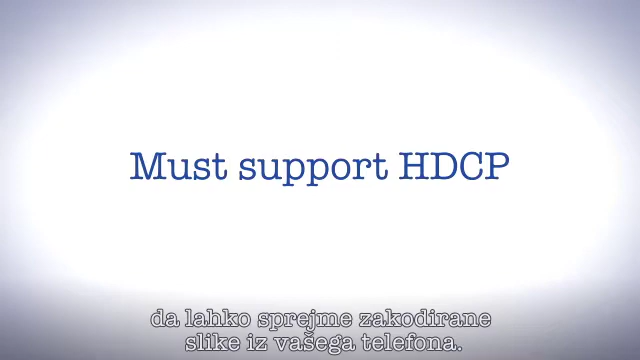 Must support HDCP
da lahko sprejme zakodirane
slike iz vašega telefona.